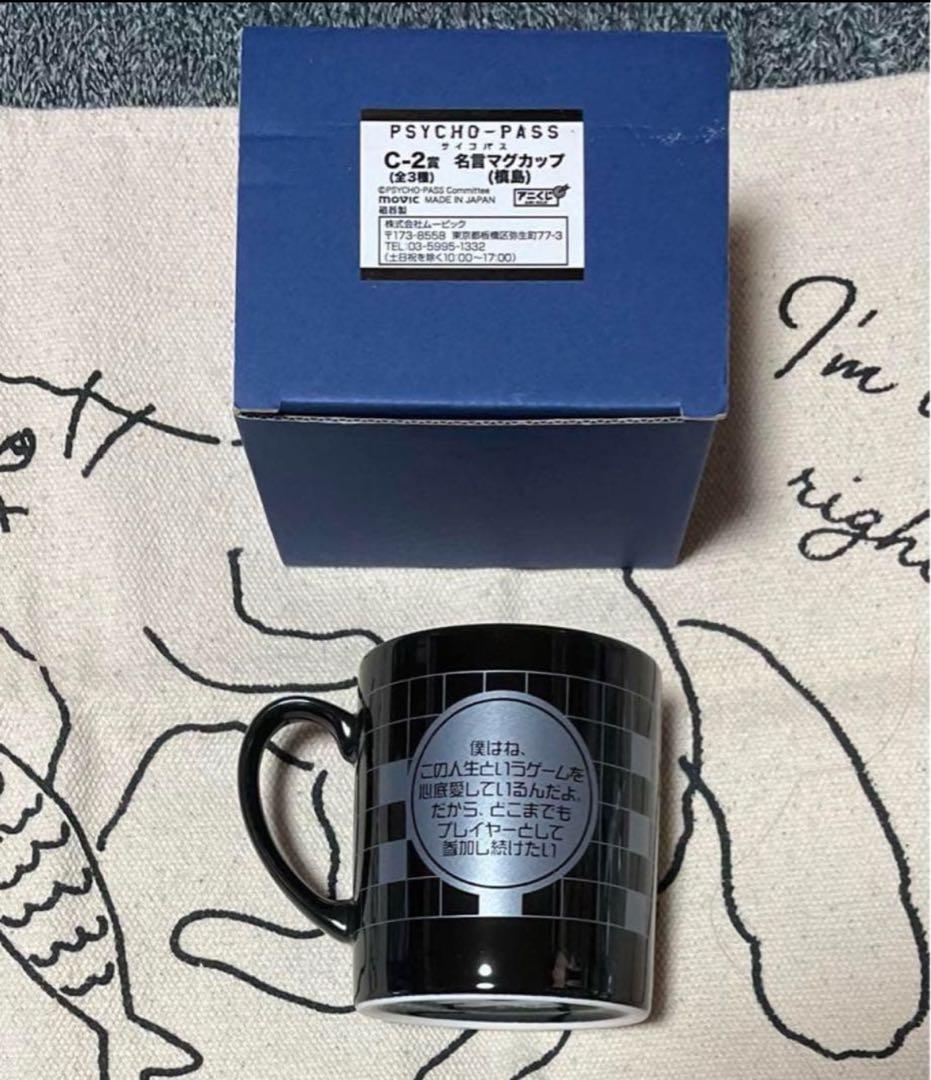 PSYCHO-PASS
サイコパス
C-2賞 名言マグカップ
(全3種) (槙島)
©PSYCHO-PASS Committee
movic MADE IN JAPAN アニくじ
磁器製
株式会社ムービック
〒173-8558 東京都板橋区弥生町77-3
TEL:03-5995-1332
(土日祝を除く10:00～17:00)
I'm
righ
僕はね、
この人生というゲームを
心底愛しているんだよ。
だから、どこまでも
プレイヤーとして
参加し続けたい